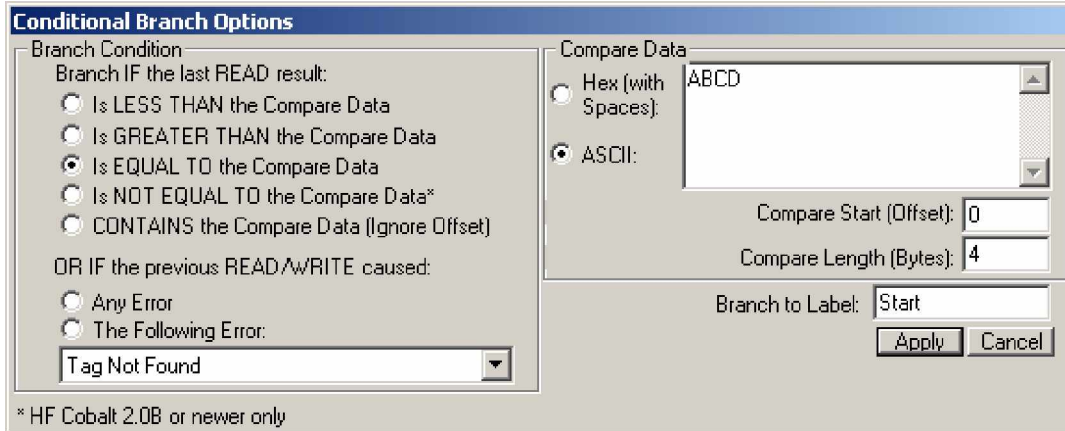 Conditional Branch Options
Branch Condition
Branch IF the last READ result:
Is LESS THAN the Compare Data
Is GREATER THAN the Compare Data
Is EQUAL TO the Compare Data
Is NOT EQUAL TO the Compare Data*
CONTAINS the Compare Data (Ignore Offset)
OR IF the previous READ/WRITE caused:
Any Error
The Following Error:
Tag Not Found
* HF Cobalt 2.0B or newer only
Compare Data
Hex (with
Spaces):
ABCD
ASCII:
Compare Start (Offset): 0
Compare Length (Bytes): 4
Branch to Label: Start
Apply Cancel